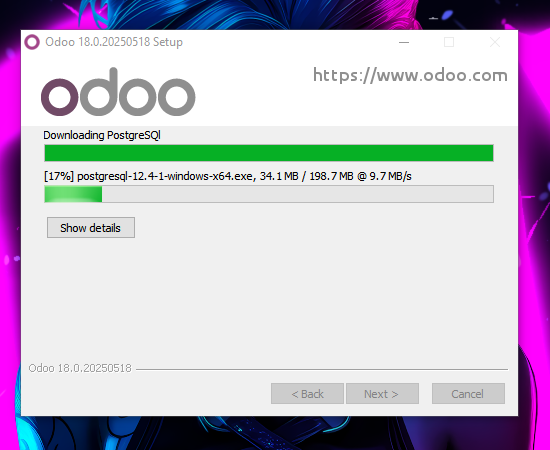 Odoo 18.0.20250518 Setup
odoo
https://www.odoo.com
Downloading PostgreSQl
[17%] postgresql-12.4-1-windows-x64.exe, 34.1 MB / 198.7 MB @ 9.7 MB/s
Show details
Odoo 18.0.20250518
< Back
Next >
Cancel